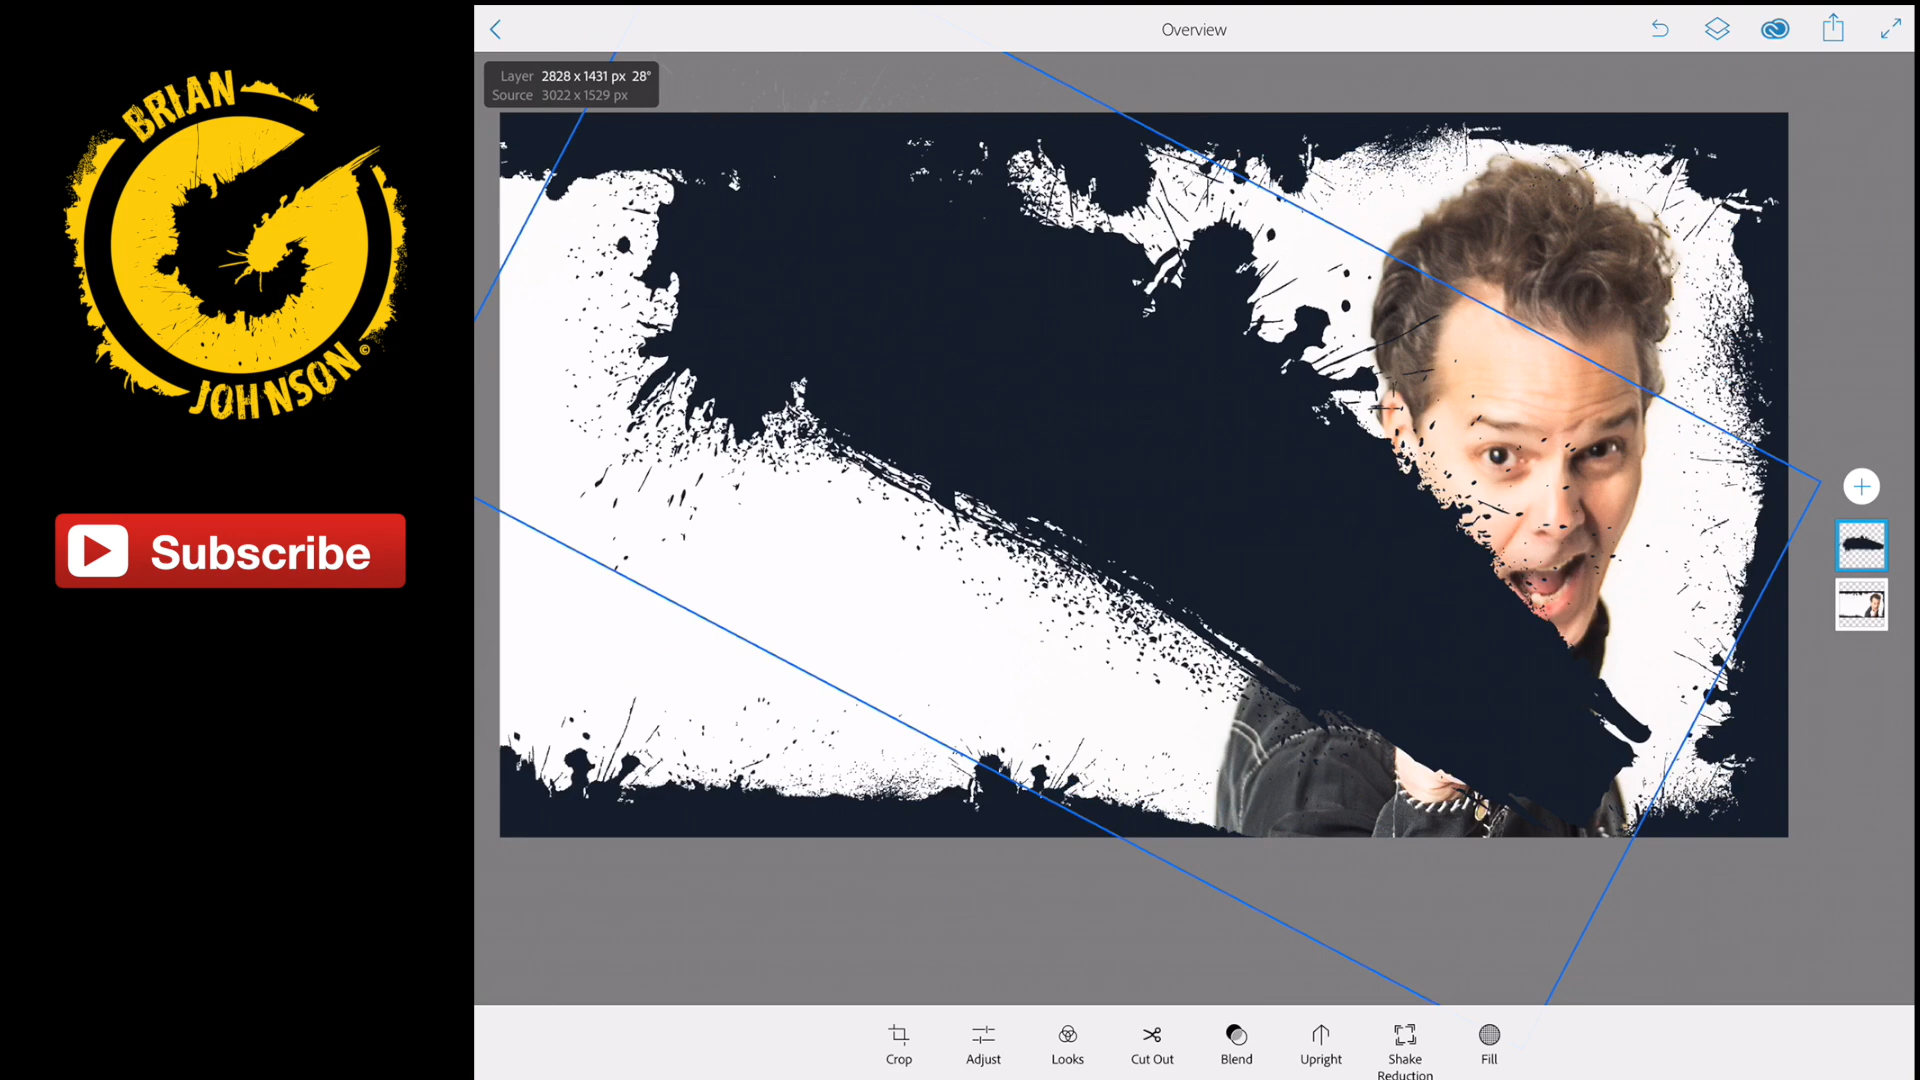 BRIAN
JOHNSON
©
Subscribe
Overview
Layer 2828 x 1431 px 28°
Source 3022 x 1529 px
Crop
Adjust
Looks
Cut Out
Blend
Upright
Shake
Reduction
Fill